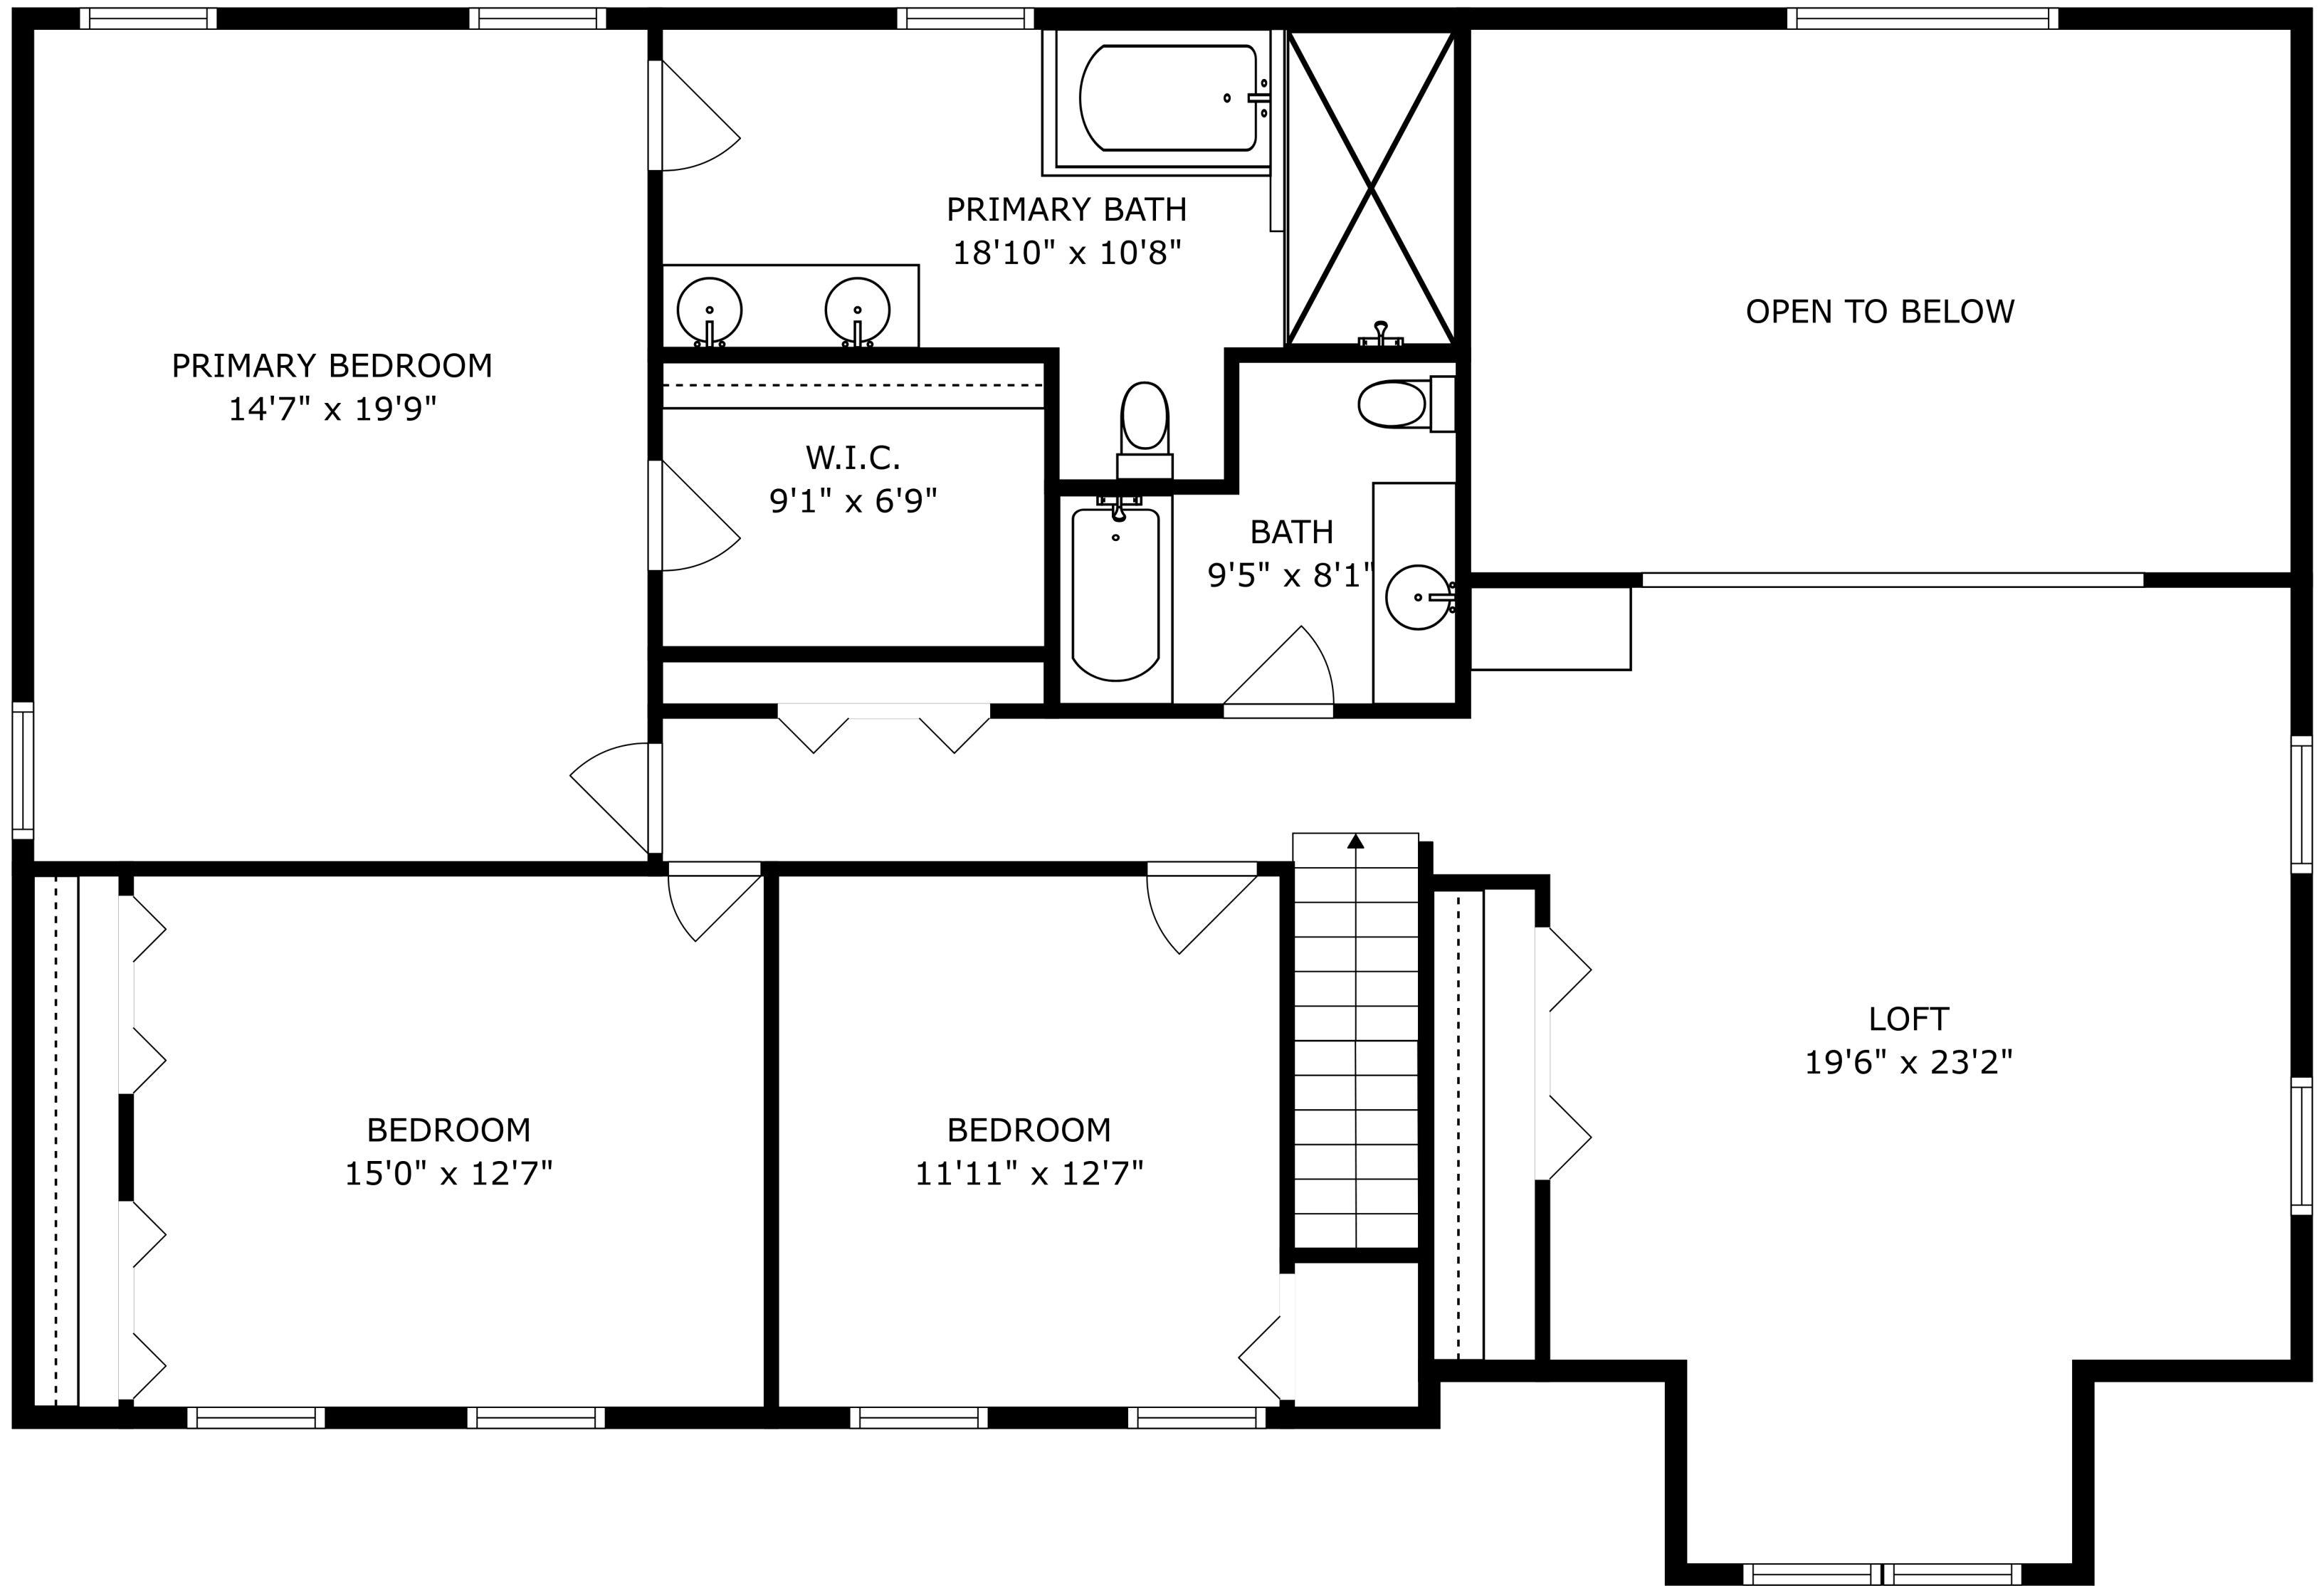 PRIMARY BATH
18'10" x 10'8"
OPEN TO BELOW
PRIMARY BEDROOM
14'7" x 19'9"
W.I.C.
9'1" x 6'9"
BATH
9'5" x 8'1"
LOFT
19'6" x 23'2"
BEDROOM
15'0" x 12'7"
BEDROOM
11'11" x 12'7"